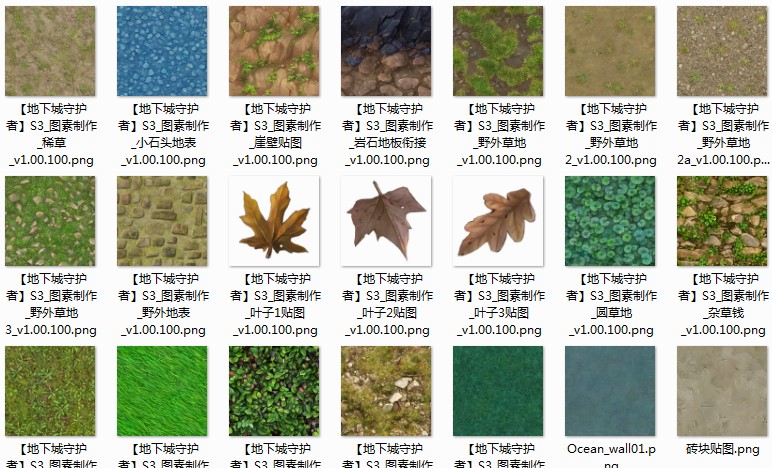 【地下城守护
者】S3_图素制作
_稀草
_v1.00.100.png
【地下城守护
者】S3_图素制作
_小石头地表
_v1.00.100.png
【地下城守护
者】S3_图素制作
_崖壁贴图
_v1.00.100.png
【地下城守护
者】S3_图素制作
_岩石地板衔接
_v1.00.100.png
【地下城守护
者】S3_图素制作
_野外草地
_v1.00.100.png
【地下城守护
者】S3_图素制作
_野外草地
2_v1.00.100.png
【地下城守护
者】S3_图素制作
_野外草地
2a_v1.00.100.p...
【地下城守护
者】S3_图素制作
_野外草地
3_v1.00.100.png
【地下城守护
者】S3_图素制作
_野外地表
_v1.00.100.png
【地下城守护
者】S3_图素制作
_叶子1贴图
_v1.00.100.png
【地下城守护
者】S3_图素制作
_叶子2贴图
_v1.00.100.png
【地下城守护
者】S3_图素制作
_叶子3贴图
_v1.00.100.png
【地下城守护
者】S3_图素制作
_圆草地
_v1.00.100.png
【地下城守护
者】S3_图素制作
_杂草钱
_v1.00.100.png
【地下城守护
者】S3_图素制作
【地下城守护
者】S3_图素制作
【地下城守护
者】S3_图素制作
【地下城守护
者】S3_图素制作
【地下城守护
者】S3_图素制作
Ocean_wall01.p
ng
砖块贴图.png